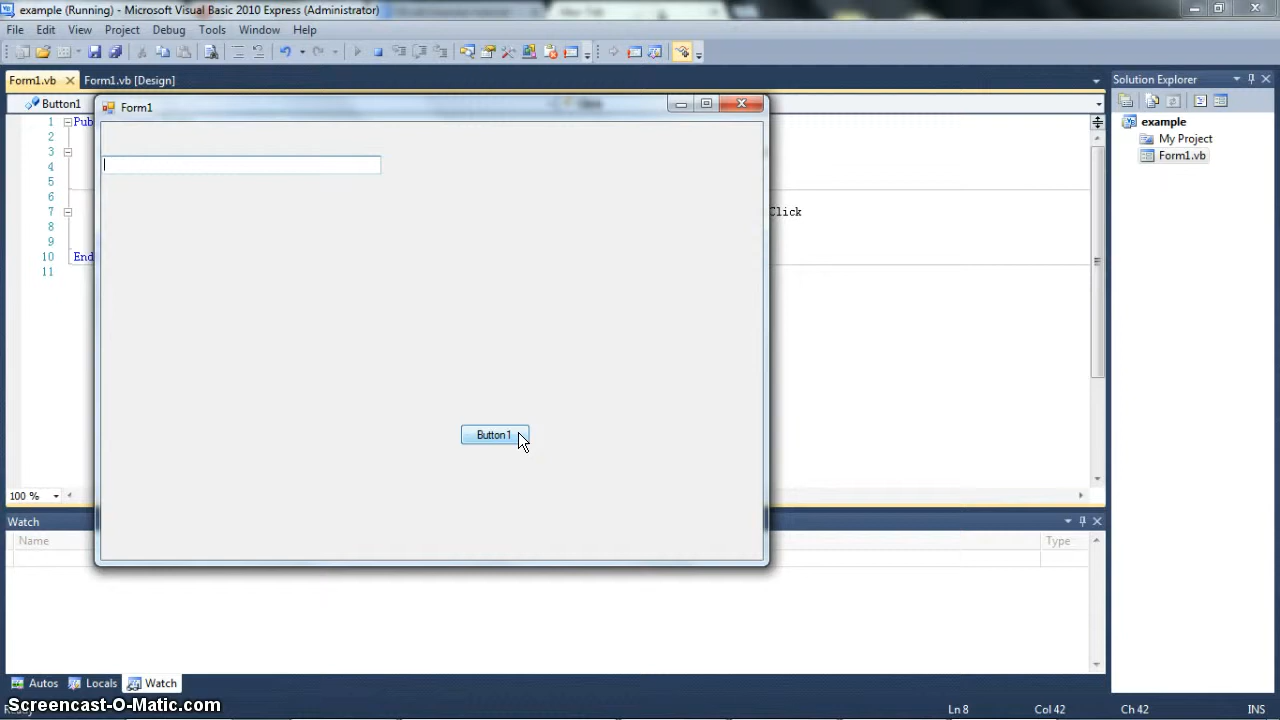 example (Running) - Microsoft Visual Basic 2010 Express (Administrator)
File Edit View Project Debug Tools Window Help
Form1.vb Form1.vb [Design]
Solution Explorer
Button1
Form1
Click
example
My Project
Form1.vb
1 Pub
2
3
4
5
6
7 Click
8
9
10 End
11
Button1
100 %
Watch
Name Type
Autos Locals Watch
Screencast-O-Matic.com
Ln 8 Col 42 Ch 42 INS